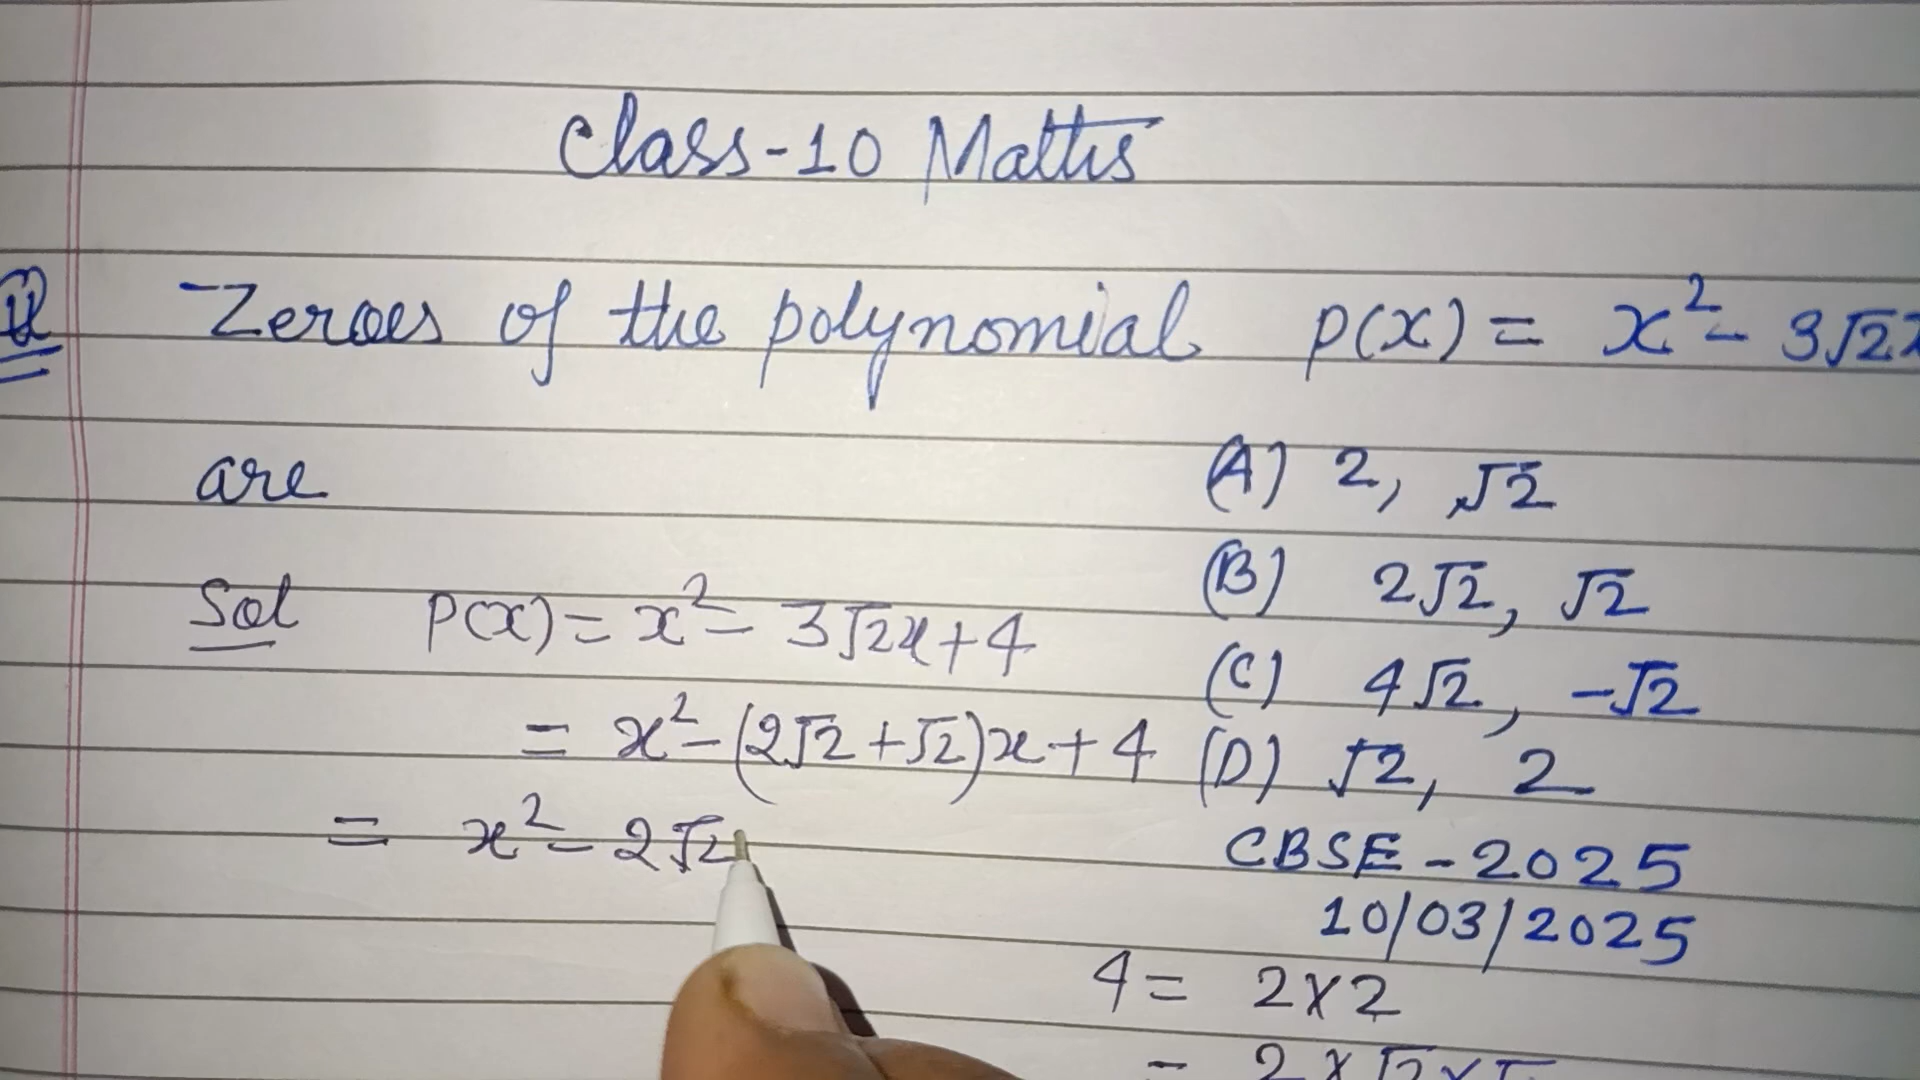 Class-10 Maths
Q Zeroes of the polynomial p(x) = x² - 3√2x
are
(A) 2, √2
(B) 2√2, √2
(C) 4√2, -√2
(D) √2, 2
CBSE - 2025
10/03/2025
Sol P(x) = x² - 3√2x + 4
= x² - (2√2 + √2)x + 4
= x² - 2√2
4 = 2×2
= 2×√2×√